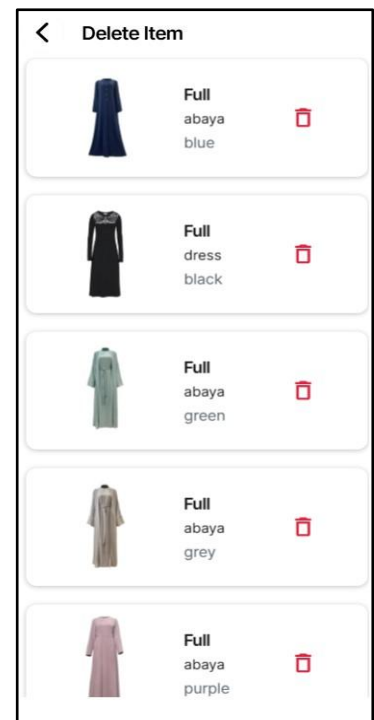 Delete Item
Full
abaya
blue
Full
dress
black
Full
abaya
green
Full
abaya
grey
Full
abaya
purple